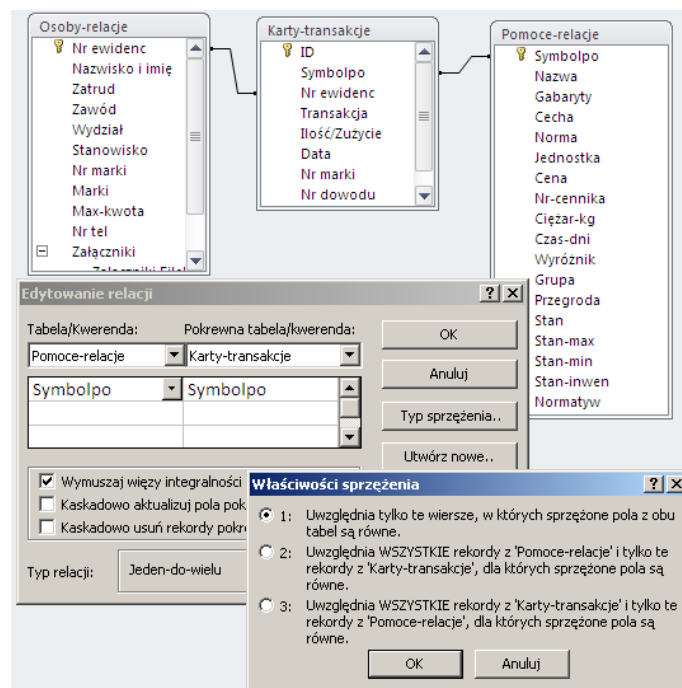 Osoby-relacje
Nr ewidenc
Nazwisko i imię
Zatrud
Zawód
Wydział
Stanowisko
Nr marki
Marki
Max-kwota
Nr tel
Załączniki
Karty-transakcje
ID
Symbolpo
Nr ewidenc
Transakcja
Ilość/Zużycie
Data
Nr marki
Nr dowodu
Pomoce-relacje
Symbolpo
Nazwa
Gabaryty
Cecha
Norma
Jednostka
Cena
Nr-cennika
Ciężar-kg
Czas-dni
Wyróżnik
Grupa
Przegroda
Stan
Stan-max
Stan-min
Stan-inwen
Normatyw
Edytowanie relacji
Tabela/Kwerenda: Pokrewna tabela/kwerenda:
Pomoce-relacje Karty-transakcje
Symbolpo Symbolpo
OK
Anuluj
Typ sprzężenia..
Utwórz nowe..
Wymuszaj więzy integralności
Kaskadowo aktualizuj pola pok
Kaskadowo usuń rekordy pokre
Typ relacji: Jeden-do-wielu
Właściwości sprzężenia
1: Uwzględnia tylko te wiersze, w których sprzężone pola z obu
tabel są równe.
2: Uwzględnia WSZYSTKIE rekordy z 'Pomoce-relacje' i tylko te
rekordy z 'Karty-transakcje', dla których sprzężone pola są
równe.
3: Uwzględnia WSZYSTKIE rekordy z 'Karty-transakcje' i tylko te
rekordy z 'Pomoce-relacje', dla których sprzężone pola są
równe.
OK Anuluj